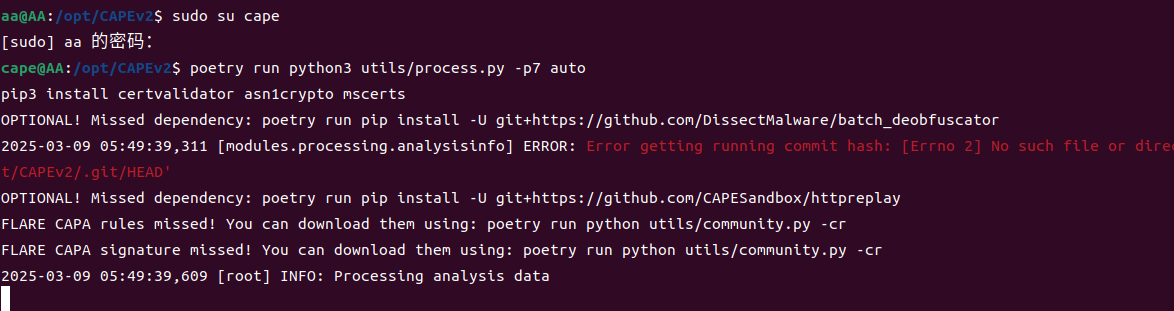 aa@AA:/opt/CAPEv2$ sudo su cape
[sudo] aa 的密码：
cape@AA:/opt/CAPEv2$ poetry run python3 utils/process.py -p7 auto
pip3 install certvalidator asn1crypto mscerts
OPTIONAL! Missed dependency: poetry run pip install -U git+https://github.com/DissectMalware/batch_deobfuscator
2025-03-09 05:49:39,311 [modules.processing.analysisinfo] ERROR: Error getting running commit hash: [Errno 2] No such file or direc
t/CAPEv2/.git/HEAD'
OPTIONAL! Missed dependency: poetry run pip install -U git+https://github.com/CAPESandbox/httpreplay
FLARE CAPA rules missed! You can download them using: poetry run python utils/community.py -cr
FLARE CAPA signature missed! You can download them using: poetry run python utils/community.py -cr
2025-03-09 05:49:39,609 [root] INFO: Processing analysis data